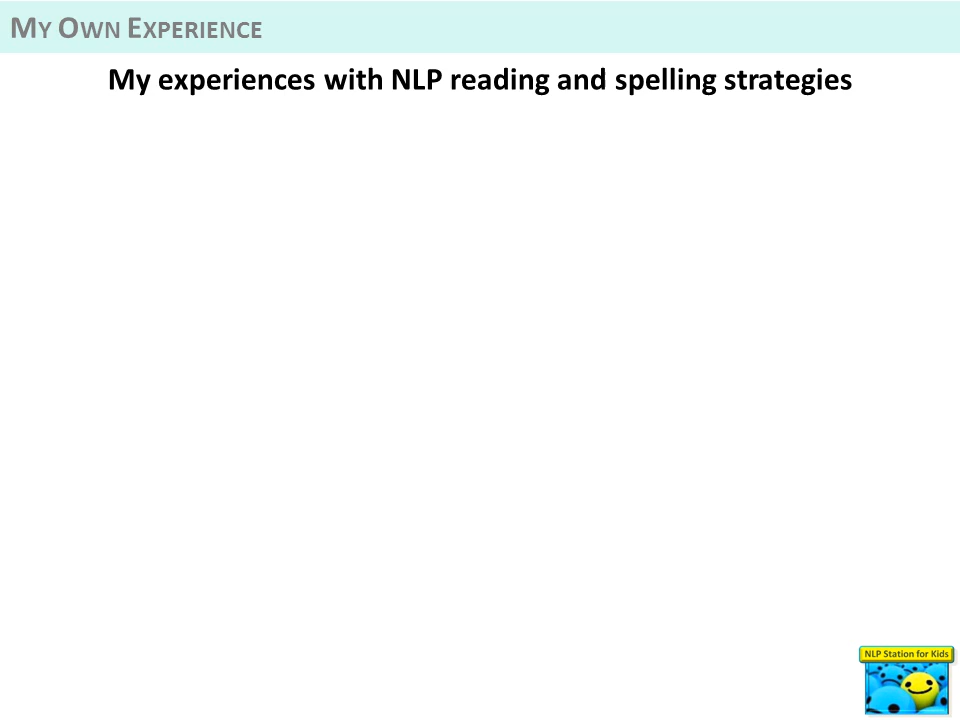 MY OWN EXPERIENCE
My experiences with NLP reading and spelling strategies
NLP Station for Kids